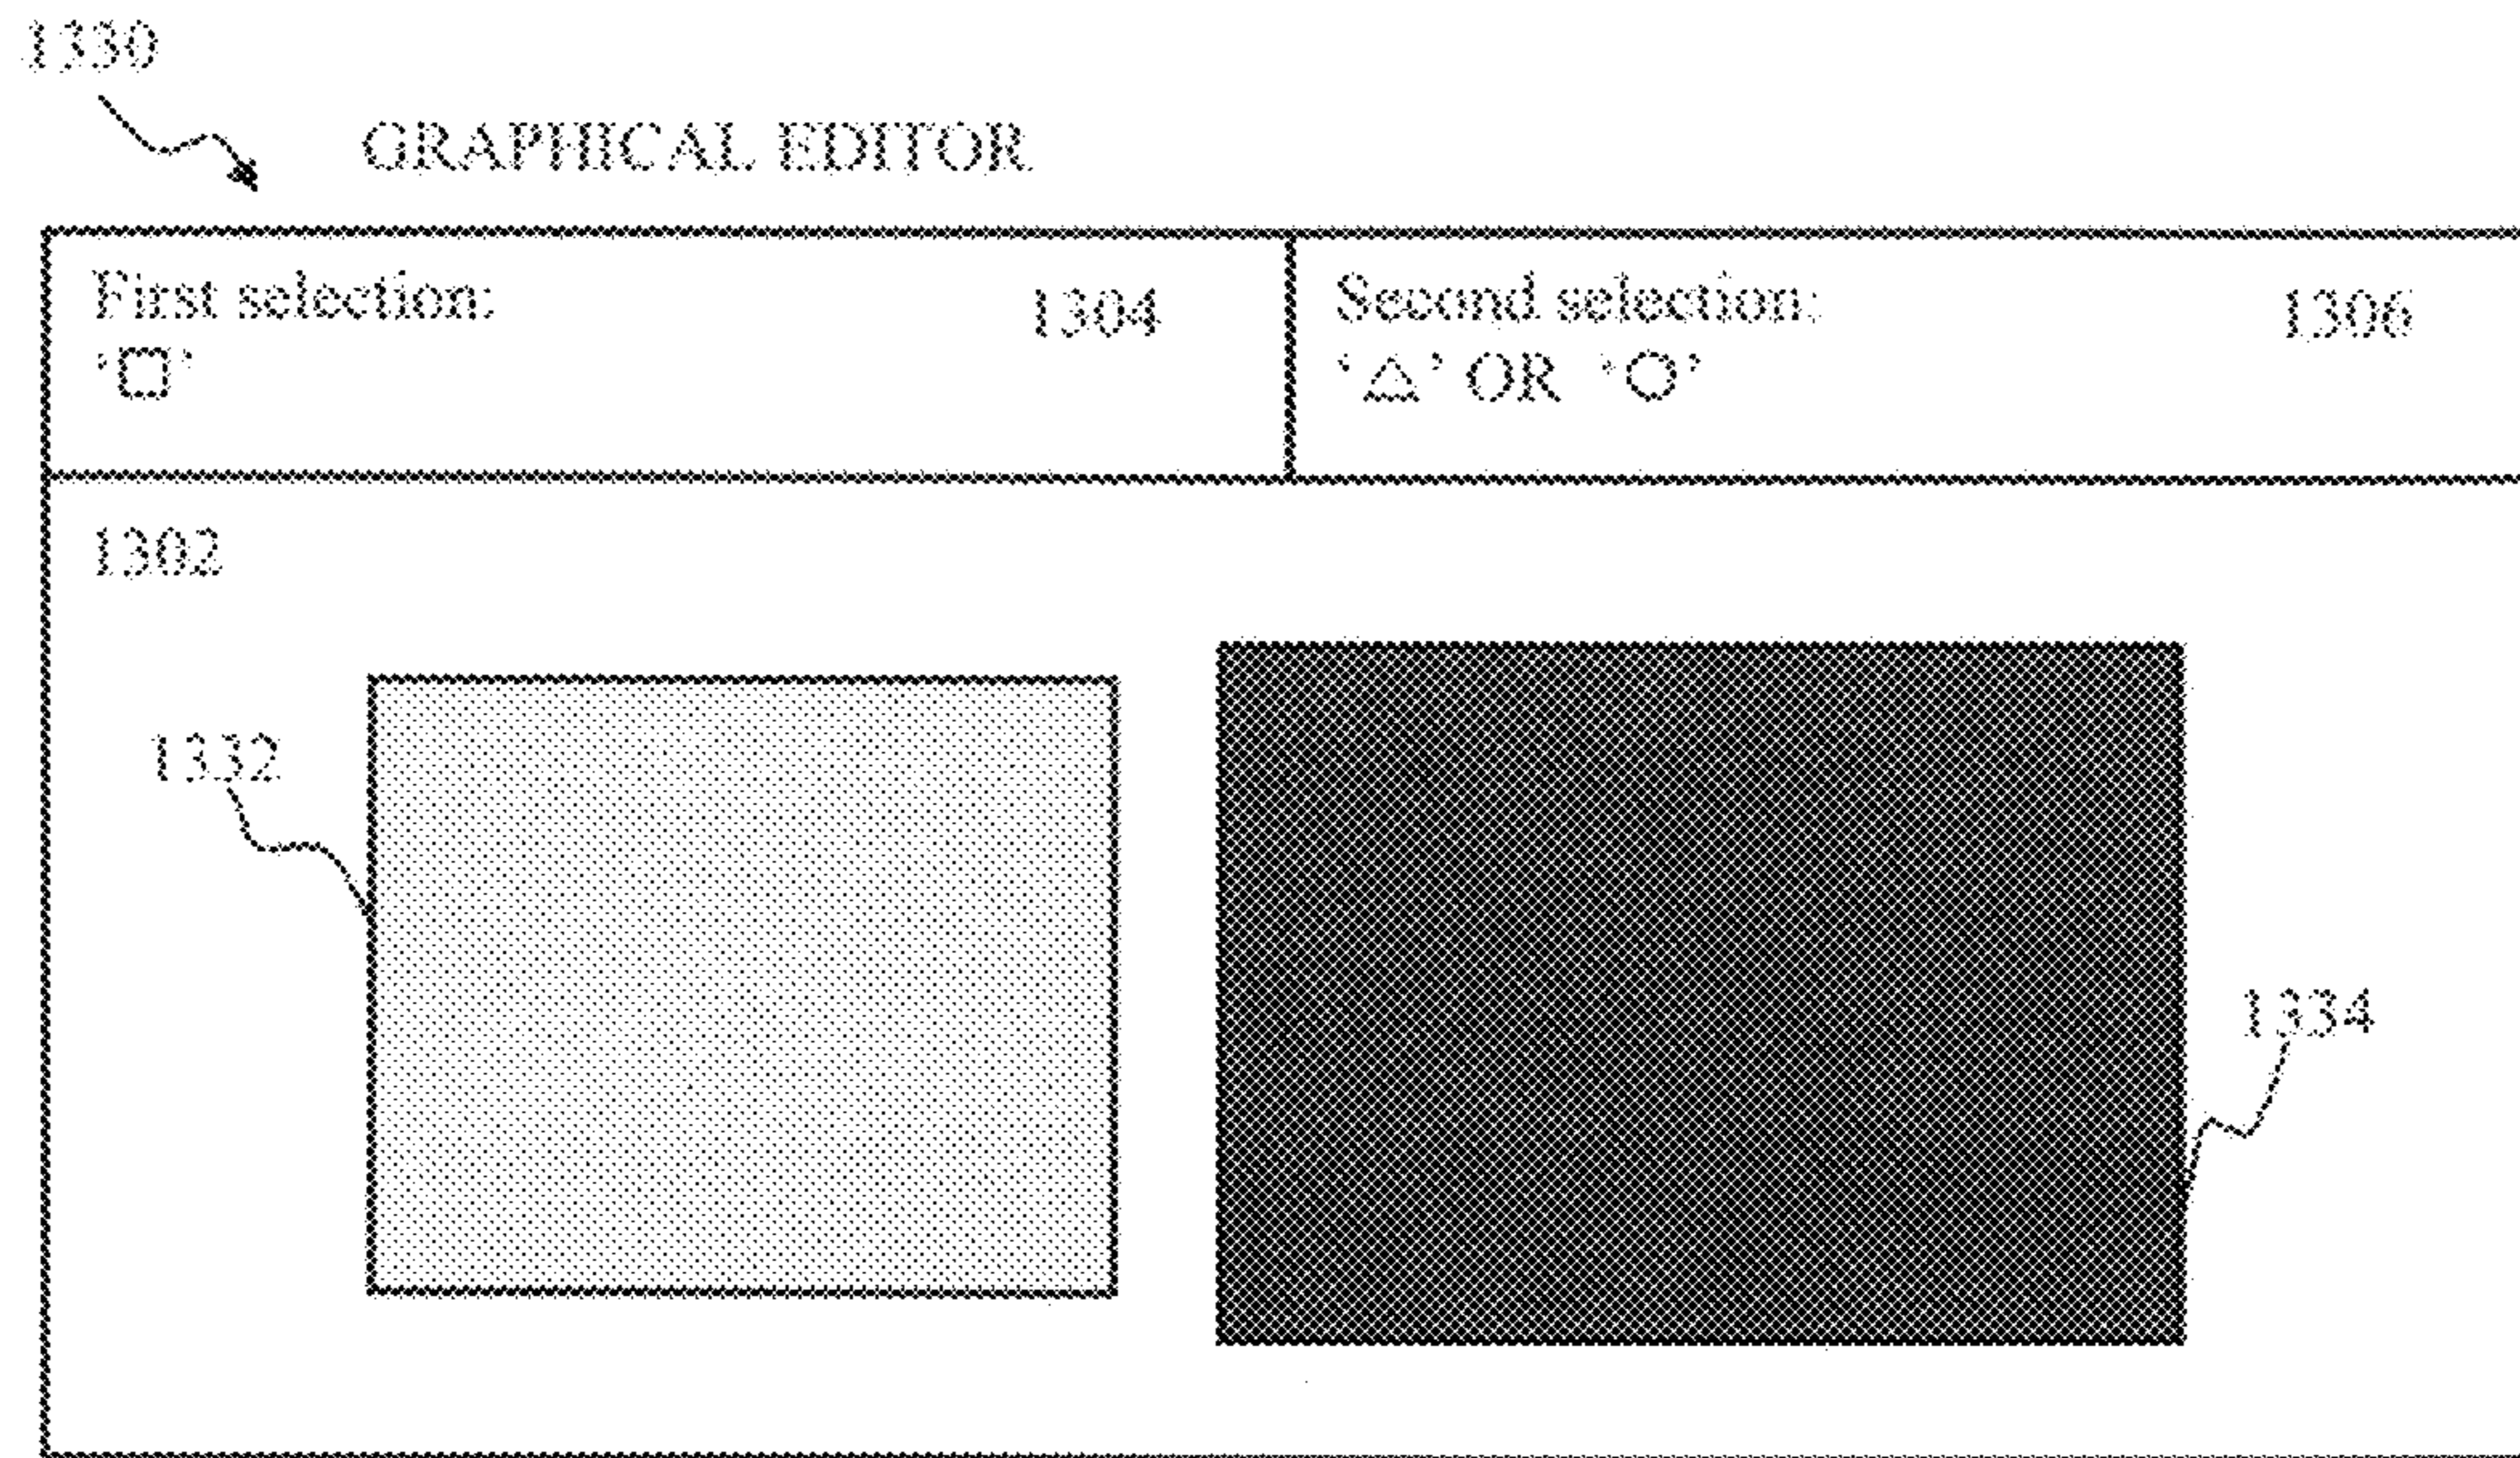 1330
GRAPHICAL EDITOR
First selection: 1304
‘□’
Second selection: 1306
‘△’ OR ‘○’
1302
1332
1334